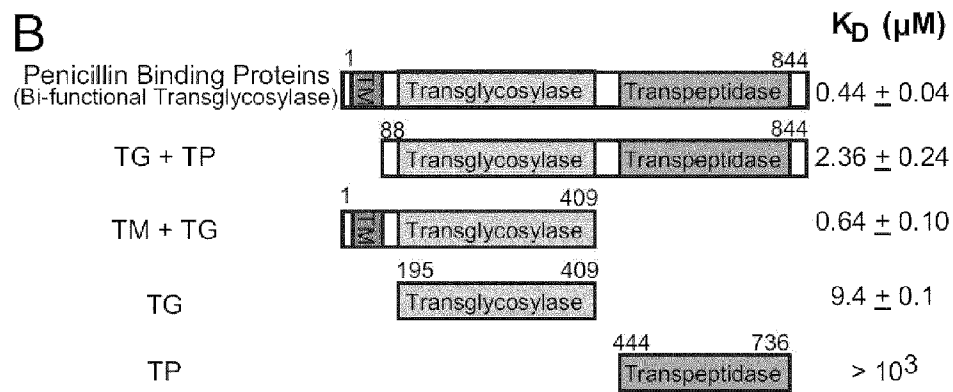 B
K_D (µM)
1 844
Penicillin Binding Proteins
(Bi-functional Transglycosylase)
TM Transglycosylase Transpeptidase
0.44 ± 0.04
88 844
TG + TP Transglycosylase Transpeptidase 2.36 ± 0.24
1 409
TM + TG TM Transglycosylase 0.64 ± 0.10
195 409
TG Transglycosylase 9.4 ± 0.1
444 736
TP Transpeptidase > 10³